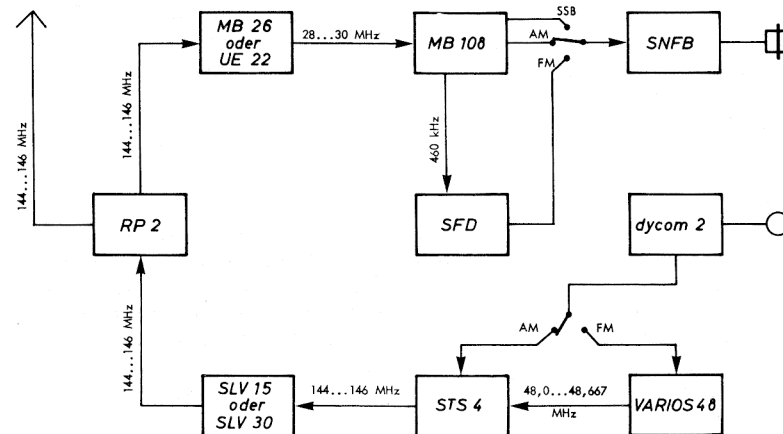 MB 26
oder
UE 22
28...30 MHz
MB 108
SSB
AM
FM
SNFB
144...146 MHz
144...146 MHz
460 kHz
RP 2
SFD
dycom 2
AM
FM
144...146 MHz
SLV 15
oder
SLV 30
144...146 MHz
STS 4
48,0...48,667
MHz
VARIOS 48